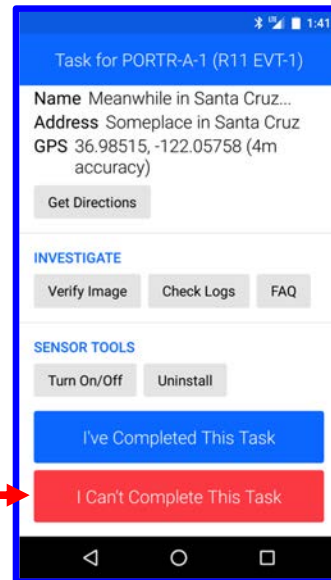 LTE 1:41
Task for PORTR-A-1 (R11 EVT-1)
Name Meanwhile in Santa Cruz...
Address Someplace in Santa Cruz
GPS 36.98515, -122.05758 (4m
accuracy)
Get Directions
INVESTIGATE
Verify Image Check Logs FAQ
SENSOR TOOLS
Turn On/Off Uninstall
I've Completed This Task
I Can't Complete This Task